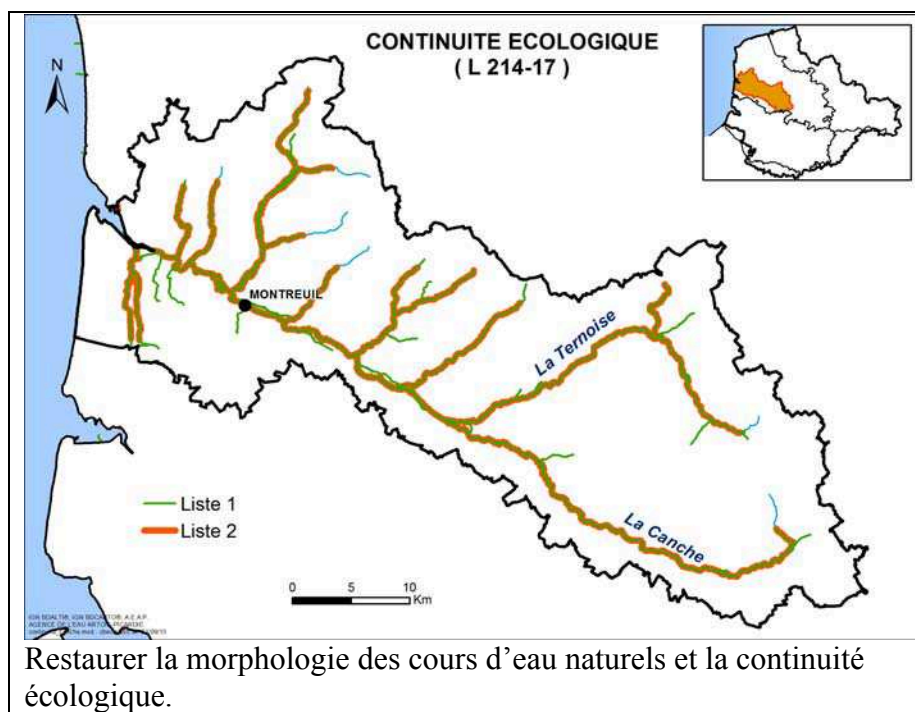 CONTINUITE ECOLOGIQUE
( L 214-17 )
N
MONTREUIL
La Ternoise
La Canche
Liste 1
Liste 2
0 5 10
Km
Restaurer la morphologie des cours d’eau naturels et la continuité
écologique.